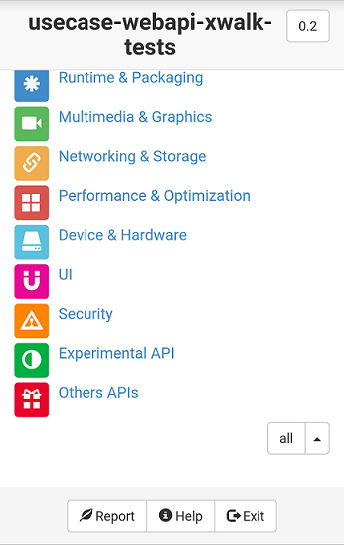 usecase-webapi-xwalk-
tests
0.2
Runtime & Packaging
Multimedia & Graphics
Networking & Storage
Performance & Optimization
Device & Hardware
UI
Security
Experimental API
Others APIs
all
Report
Help
Exit